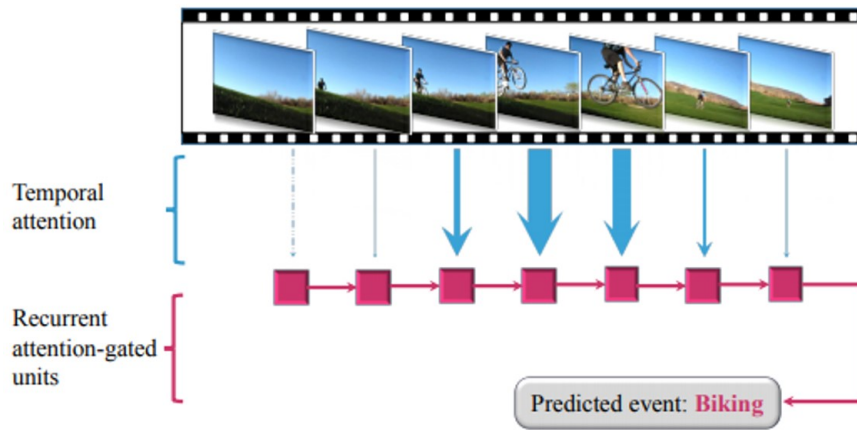 Temporal
attention
Recurrent
attention-gated
units
Predicted event: Biking